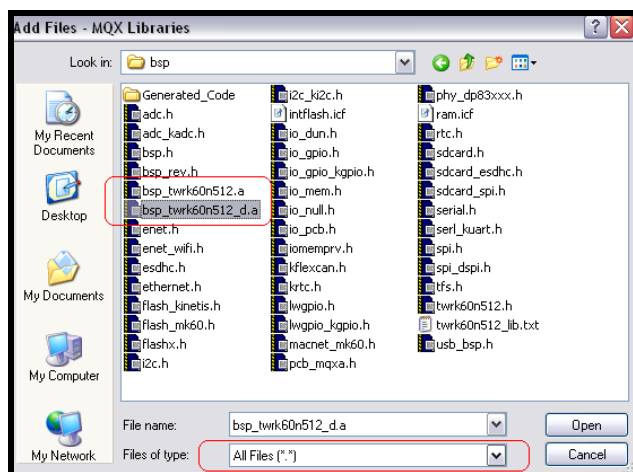 Add Files - MQX Libraries
Look in:
bsp
My Recent
Documents
Desktop
My Documents
My Computer
My Network
Generated_Code
adc.h
adc_kadc.h
bsp.h
bsp_rev.h
bsp_twrk60n512.a
bsp_twrk60n512_d.a
enet.h
enet_wifi.h
esdhc.h
ethernet.h
flash_kinetis.h
flash_mk60.h
flashx.h
i2c.h
i2c_ki2c.h
intflash.icf
io_dun.h
io_gpio.h
io_gpio_kgpio.h
io_mem.h
io_null.h
io_pcb.h
iomemprv.h
kflexcan.h
krtc.h
lwgpio.h
lwgpio_kgpio.h
macnet_mk60.h
pcb_mqxa.h
phy_dp83xxx.h
ram.icf
rtc.h
sdcard.h
sdcard_esdhc.h
sdcard_spi.h
serial.h
serl_kuart.h
spi.h
spi_dspi.h
tfs.h
twrk60n512.h
twrk60n512_lib.txt
usb_bsp.h
File name:
bsp_twrk60n512_d.a
Open
Files of type:
All Files (*.*)
Cancel